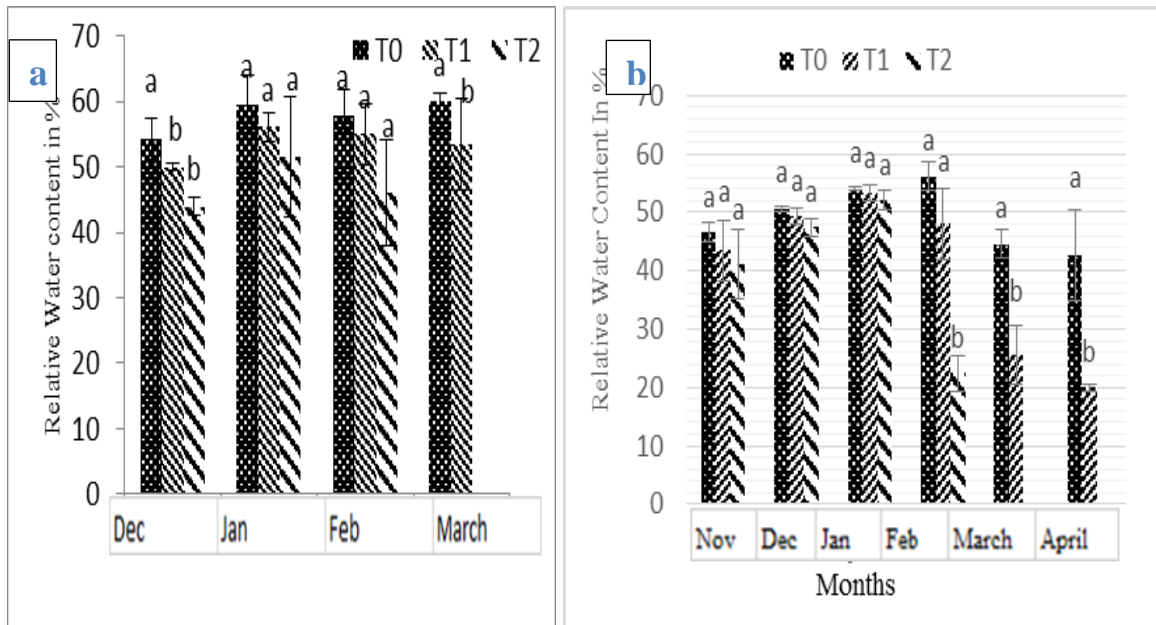 a
Relative Water content in %
70
60
50
40
30
20
10
0
T0 T1 T2
a b b
a a a
a a a
a b
Dec Jan Feb March
b
Relative Water Content In %
T0 T1 T2
70
60
50
40
30
20
10
0
a a a
a a a
a a a
a a b
a b
a b
Nov Dec Jan Feb March April
Months